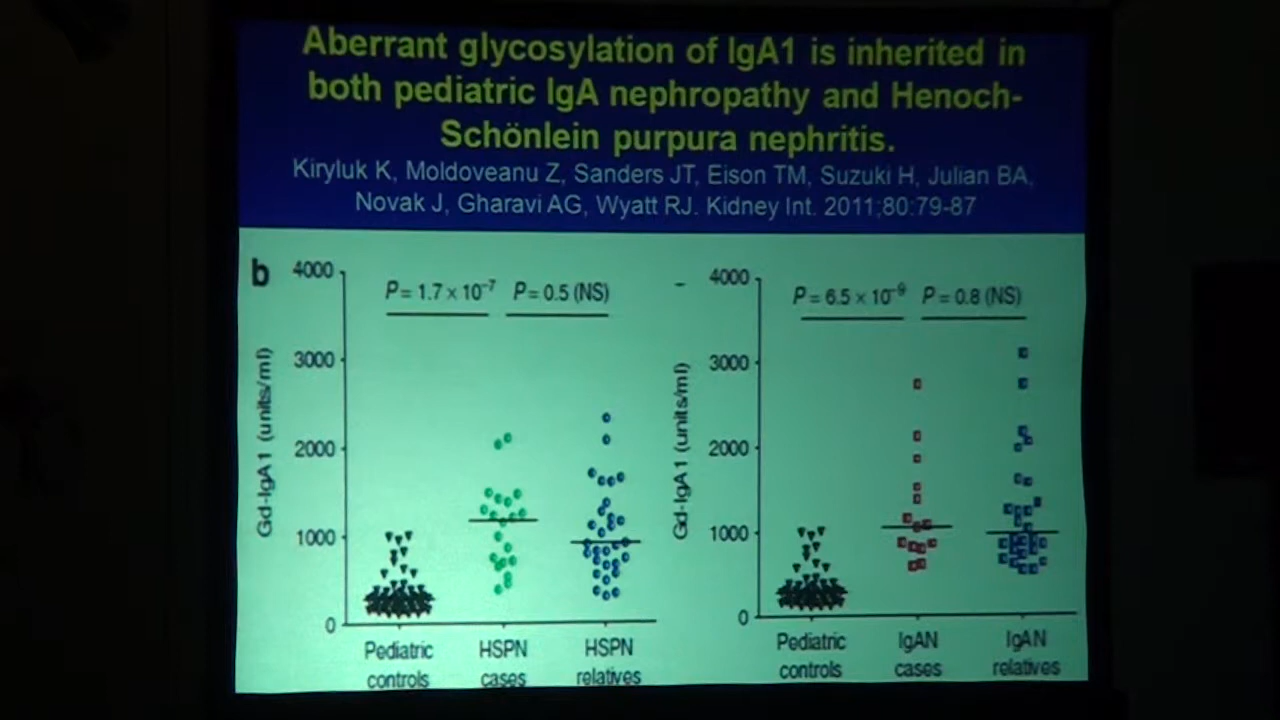 Aberrant glycosylation of IgA1 is inherited in
both pediatric IgA nephropathy and Henoch-
Schönlein purpura nephritis.
Kiryluk K, Moldoveanu Z, Sanders JT, Eison TM, Suzuki H, Julian BA,
Novak J, Gharavi AG, Wyatt RJ. Kidney Int. 2011;80:79-87
b
P = 1.7 × 10⁻⁷ P = 0.5 (NS)
Gd-IgA1 (units/ml)
4000
3000
2000
1000
0
Pediatric
controls
HSPN
cases
HSPN
relatives
P = 6.5 × 10⁻⁹ P = 0.8 (NS)
Gd-IgA1 (units/ml)
4000
3000
2000
1000
0
Pediatric
controls
IgAN
cases
IgAN
relatives